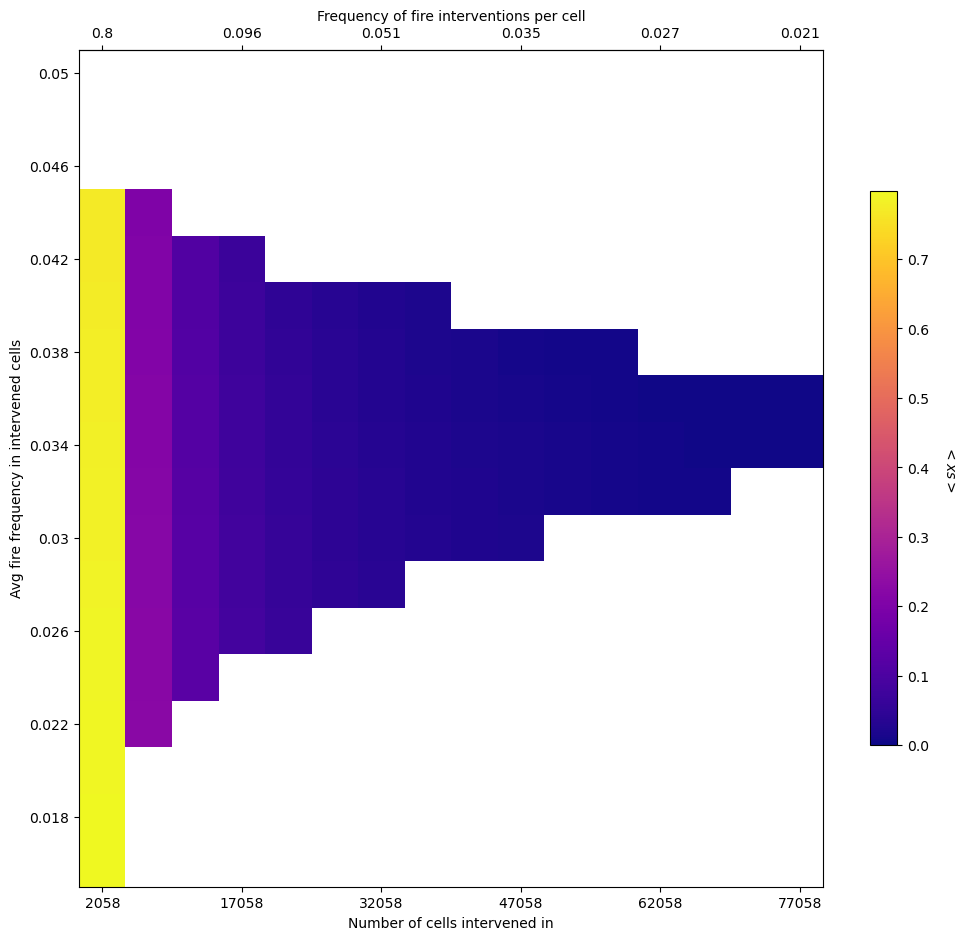 Frequency of fire interventions per cell
0.8 0.096 0.051 0.035 0.027 0.021
0.05
0.046
0.042
0.038
0.034
0.03
0.026
0.022
0.018
Avg fire frequency in intervened cells
2058 17058 32058 47058 62058 77058
Number of cells intervened in
0.7
0.6
0.5
0.4
0.3
0.2
0.1
0.0
< xs >